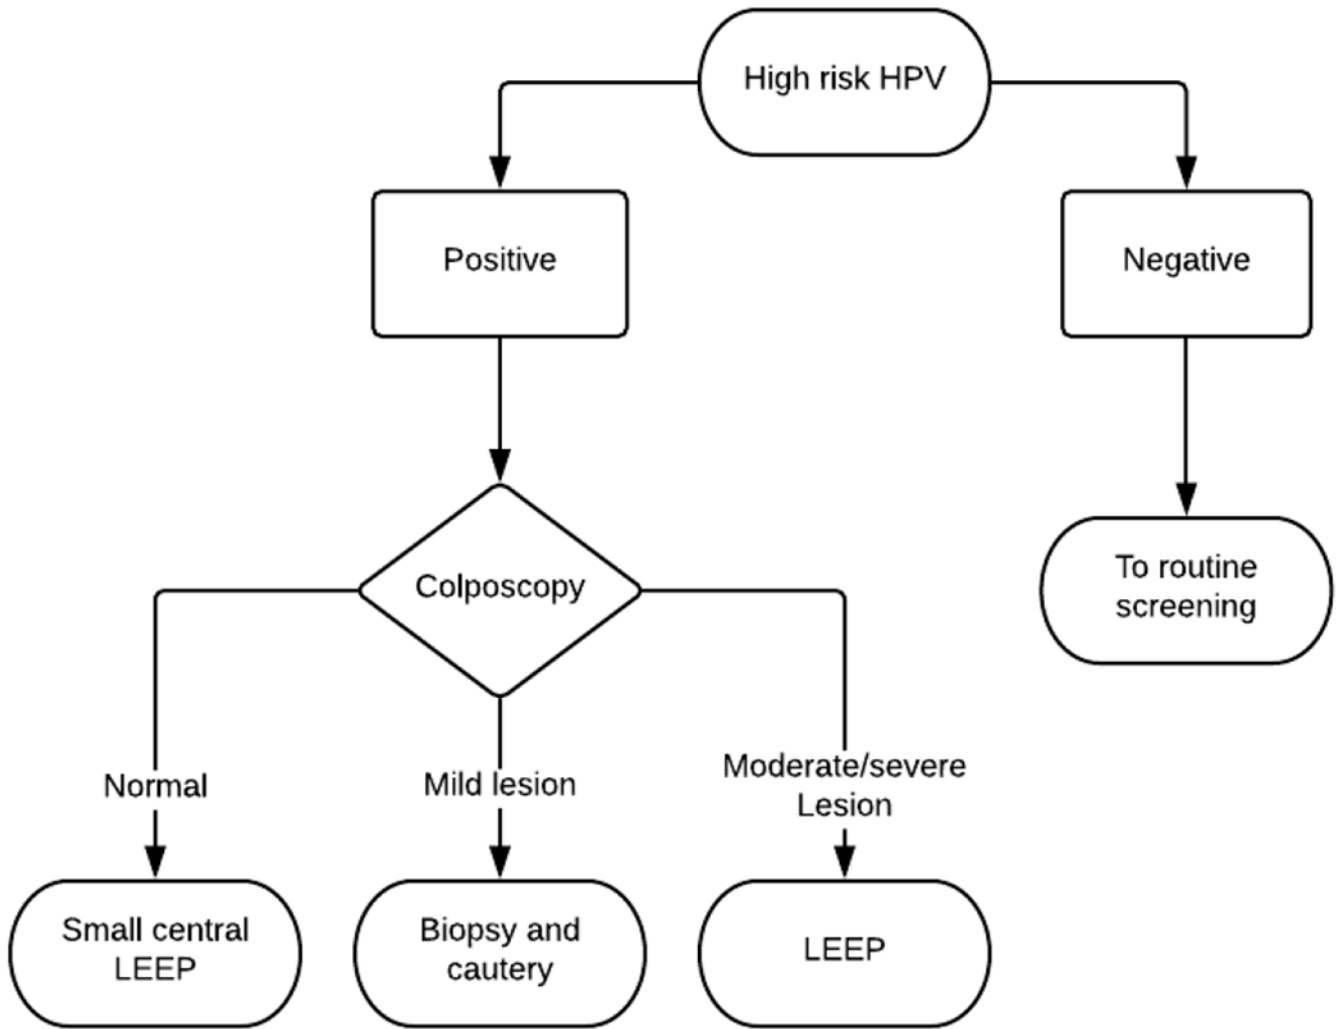 High risk HPV
Positive
Negative
Colposcopy
To routine
screening
Normal
Mild lesion
Moderate/severe
Lesion
Small central
LEEP
Biopsy and
cautery
LEEP